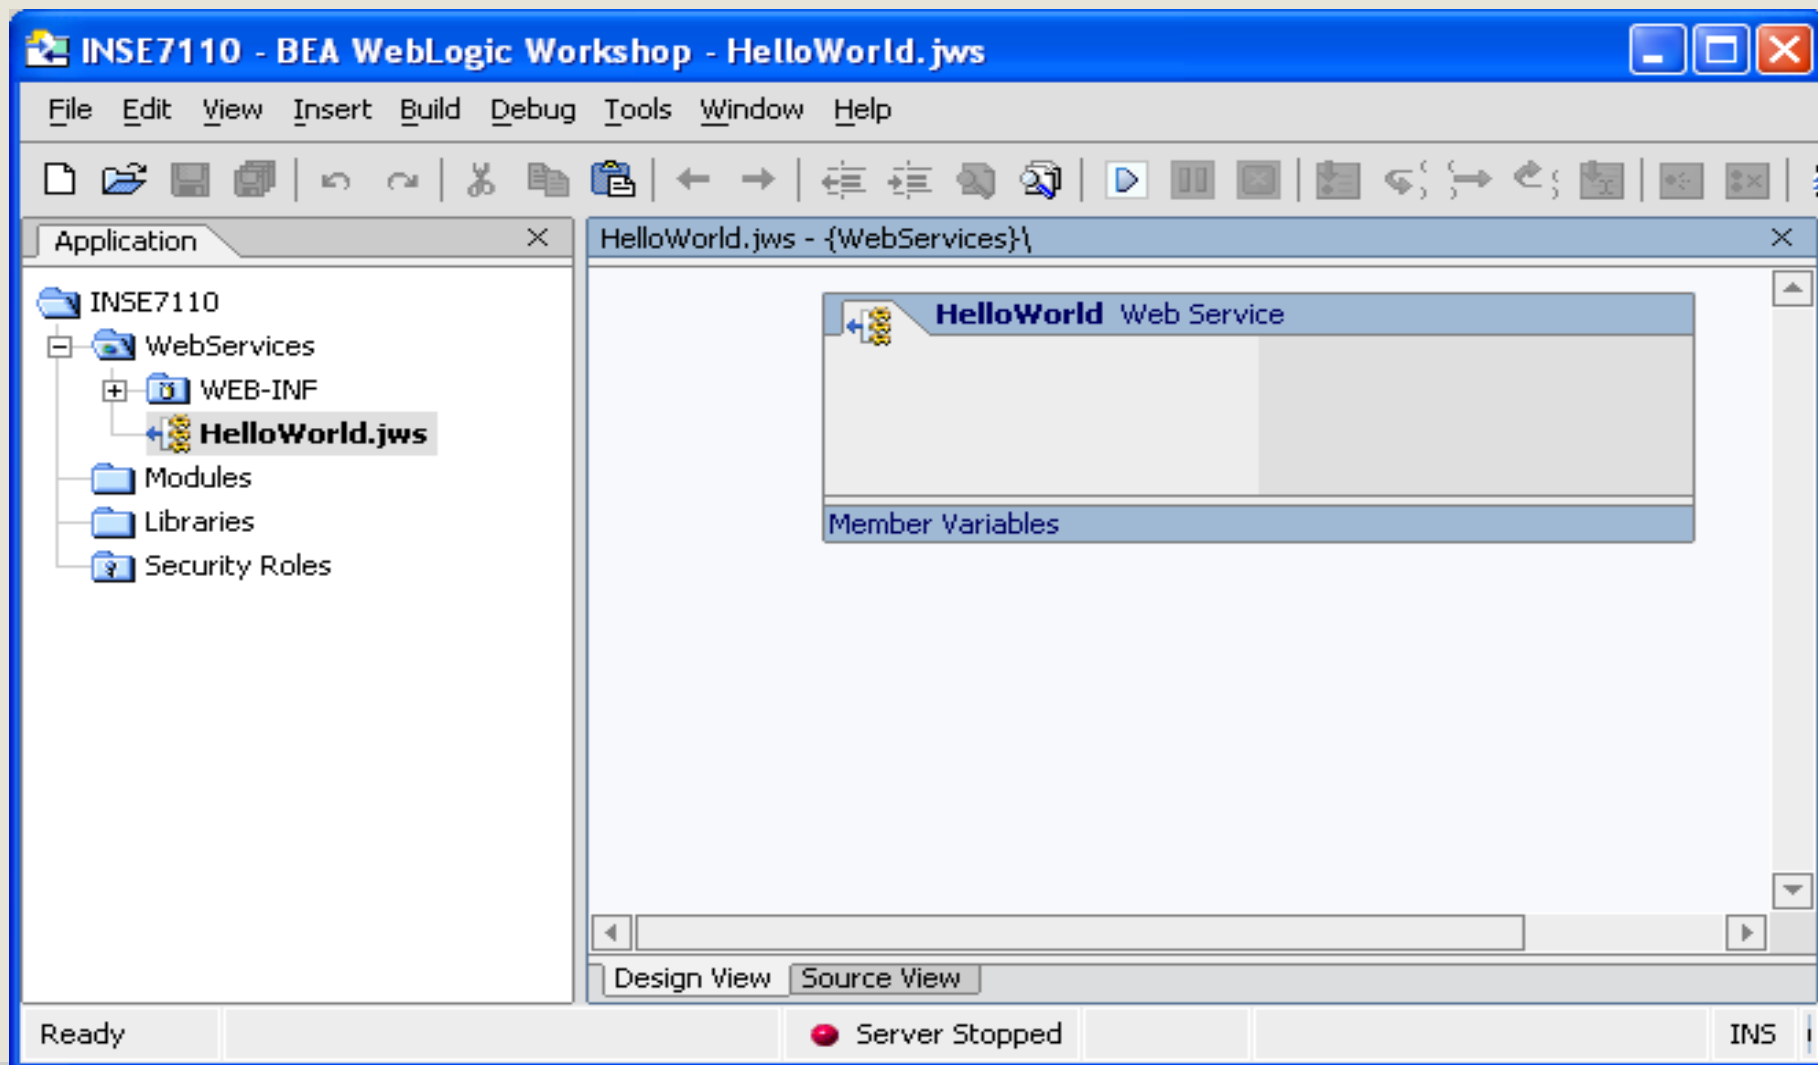 INSE7110 - BEA WebLogic Workshop - HelloWorld.jws
File Edit View Insert Build Debug Tools Window Help
Application
HelloWorld.jws - {WebServices}\
INSE7110
WebServices
WEB-INF
HelloWorld.jws
Modules
Libraries
Security Roles
HelloWorld Web Service
Member Variables
Design View Source View
Ready
Server Stopped
INS